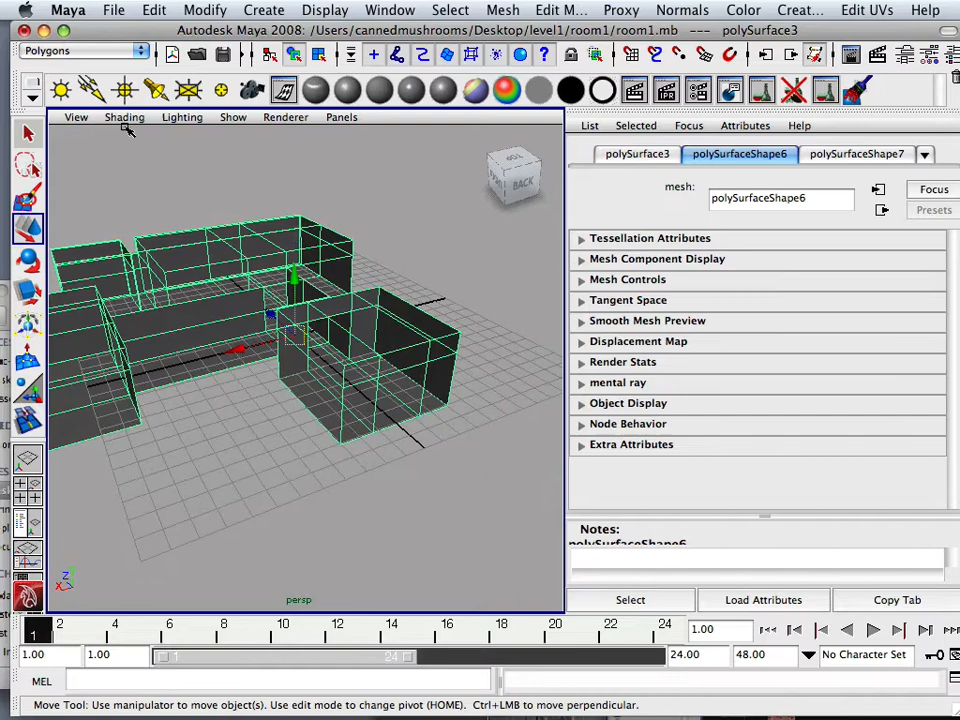 Maya File Edit Modify Create Display Window Select Mesh Edit M... Proxy Normals Color Creat... Edit UVs Open
Autodesk Maya 2008: /Users/cannedmushrooms/Desktop/level1/room1/room1.mb --- polySurface3
Polygons
View Shading Lighting Show Renderer Panels
List Selected Focus Attributes Help
polySurface3 polySurfaceShape6 polySurfaceShape7
mesh: polySurfaceShape6
Focus
Presets
Tessellation Attributes
Mesh Component Display
Mesh Controls
Tangent Space
Smooth Mesh Preview
Displacement Map
Render Stats
mental ray
Object Display
Node Behavior
Extra Attributes
BACK
Z
X
persp
Notes: polySurfaceShape6
Select Load Attributes Copy Tab
1 2 4 6 8 10 12 14 16 18 20 22 24 1.00
1.00 1.00 1 24 24.00 48.00 No Character Set
MEL
Move Tool: Use manipulator to move object(s). Use edit mode to change pivot (HOME). Ctrl+LMB to move perpendicular.